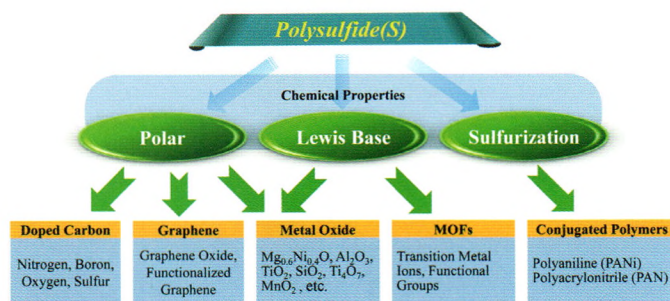 Polysulfide(S)
Chemical Properties
Polar
Lewis Base
Sulfurization
Doped Carbon
Nitrogen, Boron,
Oxygen, Sulfur
Graphene
Graphene Oxide,
Functionalized
Graphene
Metal Oxide
Mg₀.₆Ni₀.₄O, Al₂O₃,
TiO₂, SiO₂, Ti₄O₇,
MnO₂ , etc.
MOFs
Transition Metal
Ions, Functional
Groups
Conjugated Polymers
Polyaniline (PANi)
Polyacrylonitrile (PAN)